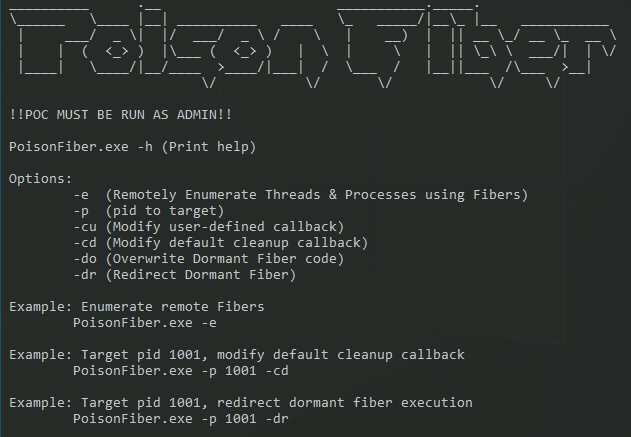 Poison Fiber
!!POC MUST BE RUN AS ADMIN!!
PoisonFiber.exe -h (Print help)
Options:
-e (Remotely Enumerate Threads & Processes using Fibers)
-p (pid to target)
-cu (Modify user-defined callback)
-cd (Modify default cleanup callback)
-do (Overwrite Dormant Fiber code)
-dr (Redirect Dormant Fiber)
Example: Enumerate remote Fibers
PoisonFiber.exe -e
Example: Target pid 1001, modify default cleanup callback
PoisonFiber.exe -p 1001 -cd
Example: Target pid 1001, redirect dormant fiber execution
PoisonFiber.exe -p 1001 -dr